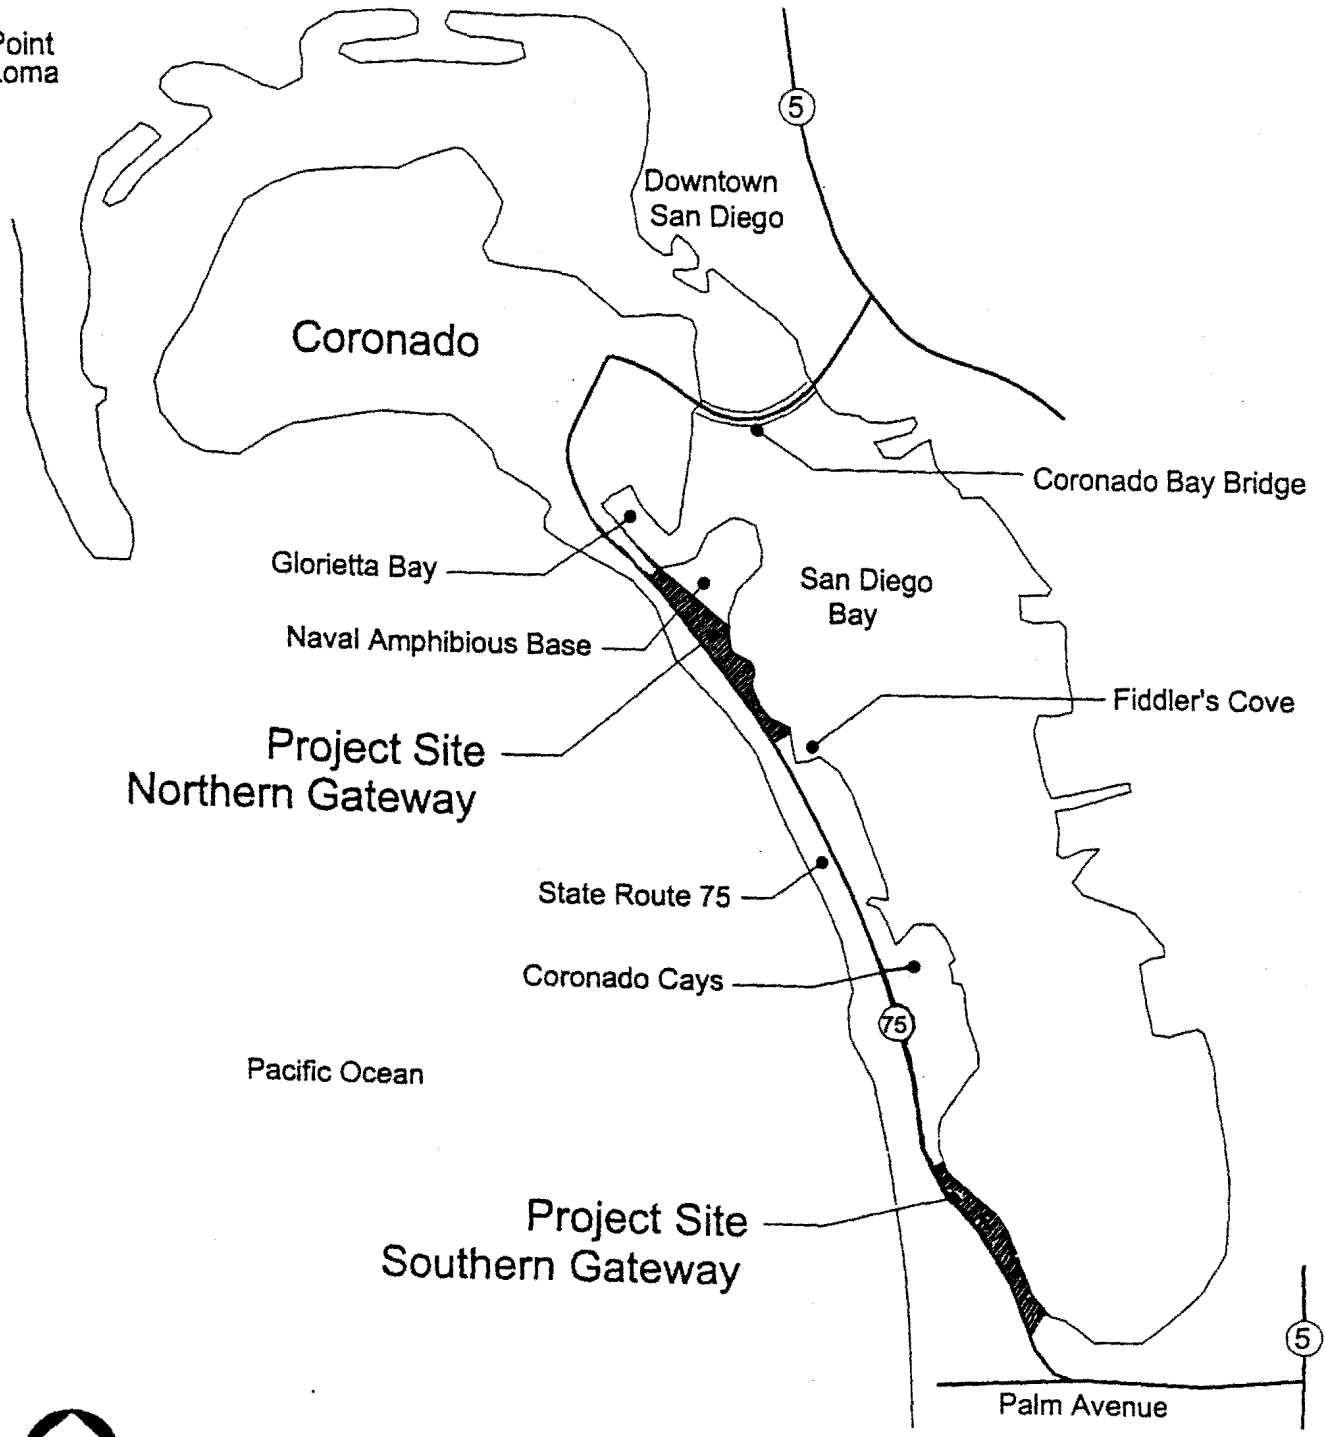 Point
Loma
5
Downtown
San Diego
Coronado
Coronado Bay Bridge
Glorietta Bay
San Diego
Bay
Naval Amphibious Base
Fiddler's Cove
Project Site
Northern Gateway
State Route 75
Coronado Cays
75
Pacific Ocean
Project Site
Southern Gateway
5
Palm Avenue